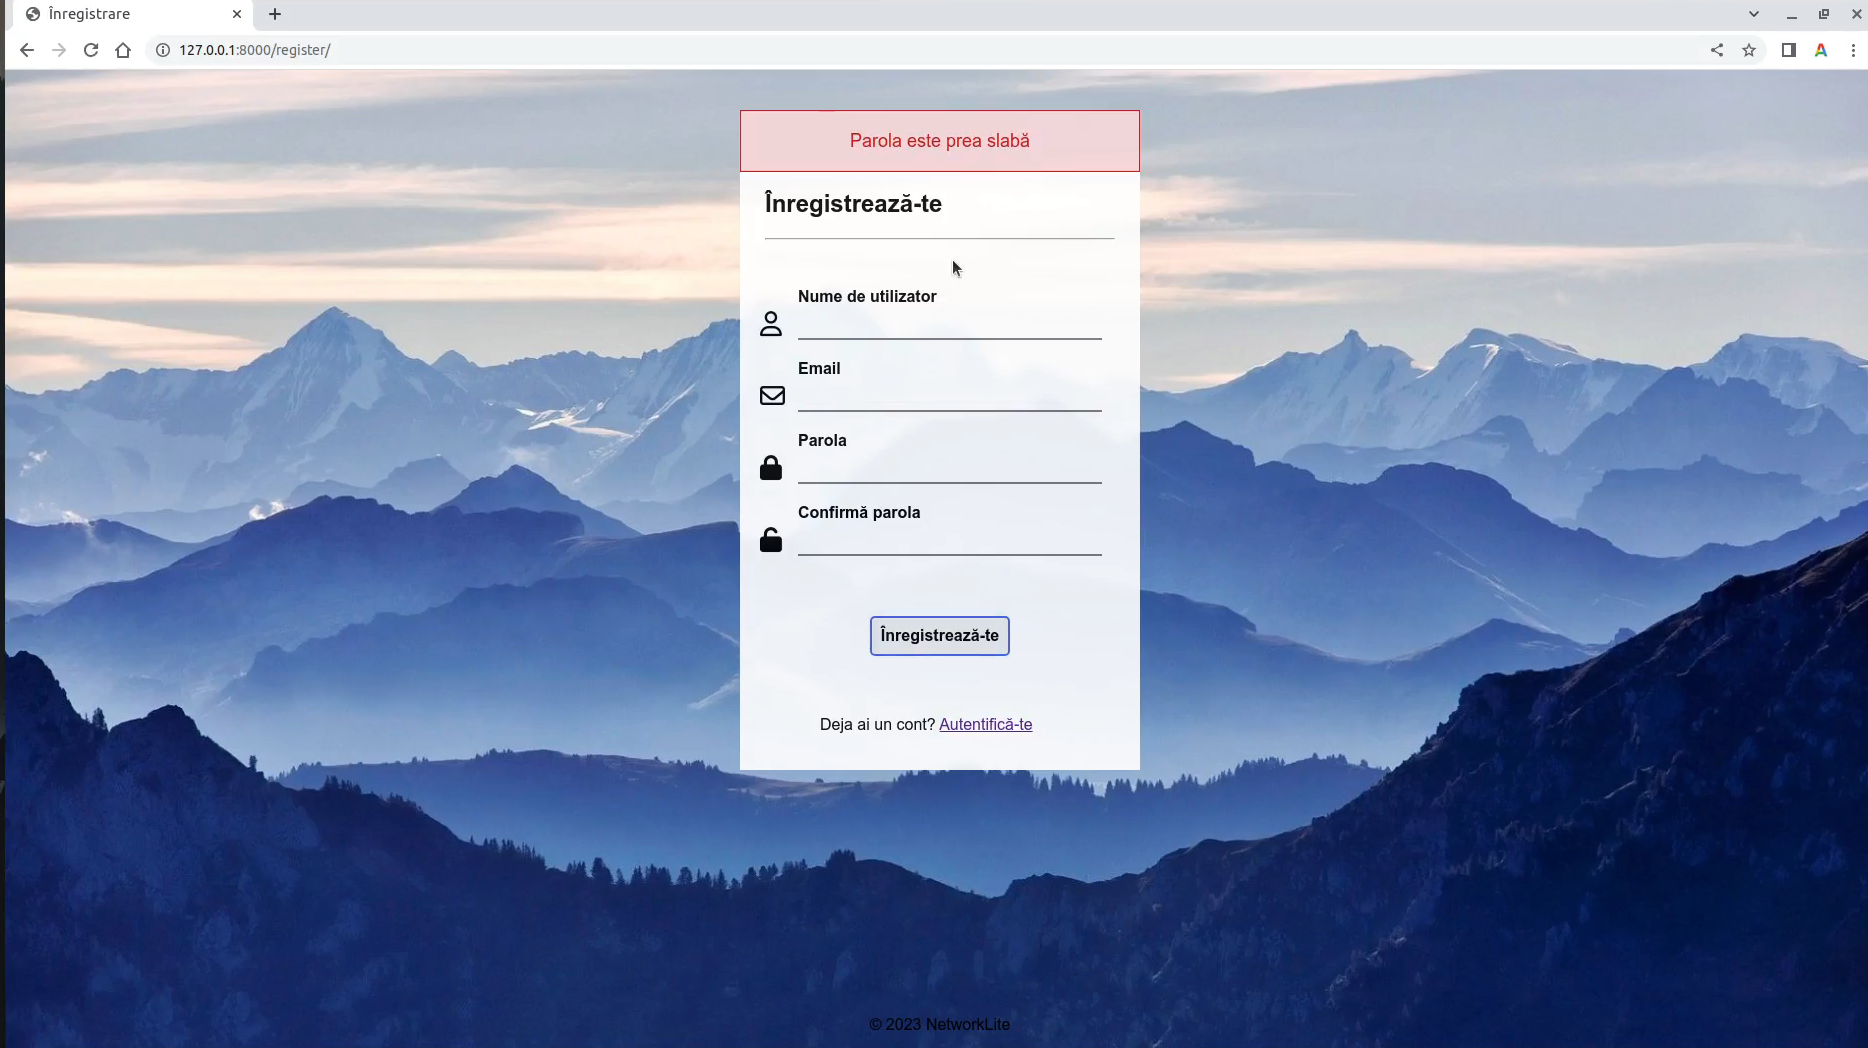 Înregistrare
127.0.0.1:8000/register/
Parola este prea slabă
Înregistrează-te
Nume de utilizator
Email
Parola
Confirmă parola
Înregistrează-te
Deja ai un cont? Autentifică-te
© 2023 NetworkLite